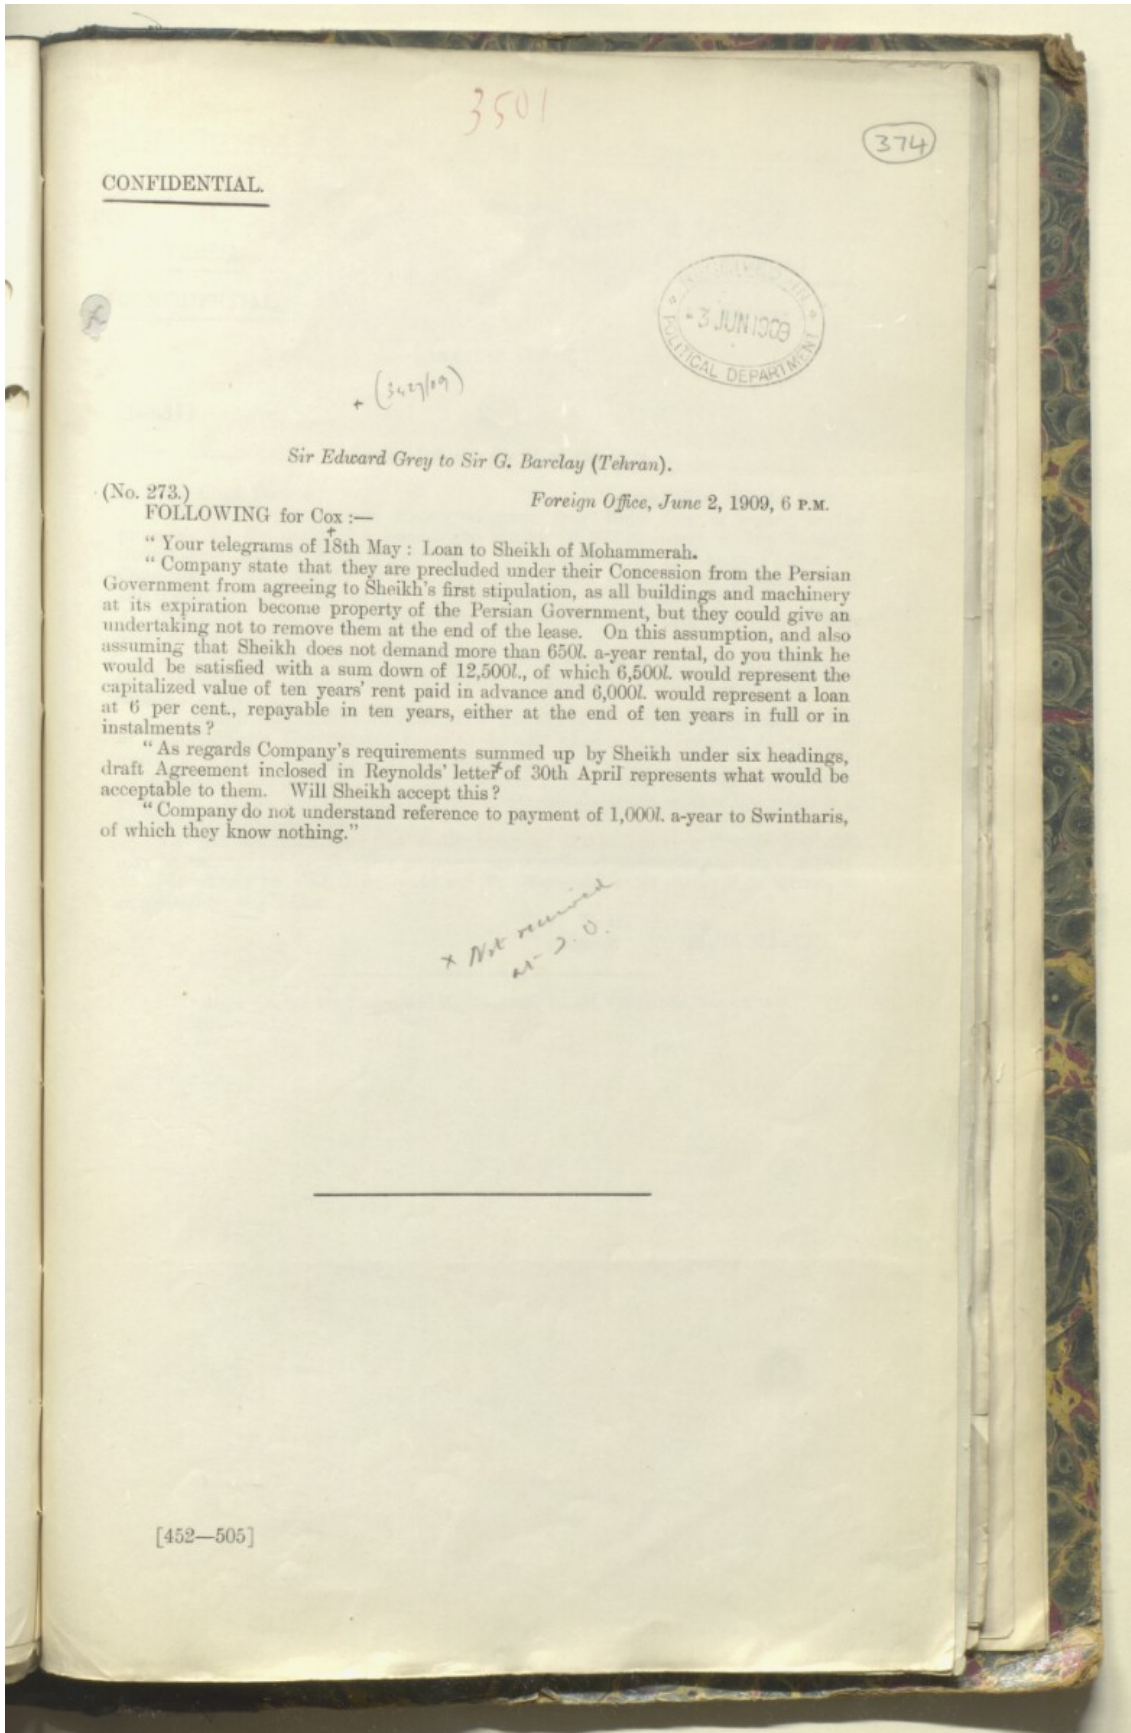 3501
374
CONFIDENTIAL.
3 JUN 1909
POLITICAL DEPARTMENT
+ (3427/09)
Sir Edward Grey to Sir G. Barclay (Tehran).
(No. 273.)
Foreign Office, June 2, 1909, 6 P.M.
FOLLOWING for Cox :—
+
“ Your telegrams of 18th May : Loan to Sheikh of Mohammerah.
“ Company state that they are precluded under their Concession from the Persian
Government from agreeing to Sheikh's first stipulation, as all buildings and machinery
at its expiration become property of the Persian Government, but they could give an
undertaking not to remove them at the end of the lease. On this assumption, and also
assuming that Sheikh does not demand more than 650l. a-year rental, do you think he
would be satisfied with a sum down of 12,500l., of which 6,500l. would represent the
capitalized value of ten years' rent paid in advance and 6,000l. would represent a loan
at 6 per cent., repayable in ten years, either at the end of ten years in full or in
instalments ?
“ As regards Company's requirements summed up by Sheikh under six headings,
draft Agreement inclosed in Reynolds' letter x of 30th April represents what would be
acceptable to them. Will Sheikh accept this ?
“ Company do not understand reference to payment of 1,000l. a-year to Swintharis,
of which they know nothing.”
x Not received
at I. O.
[452—505]